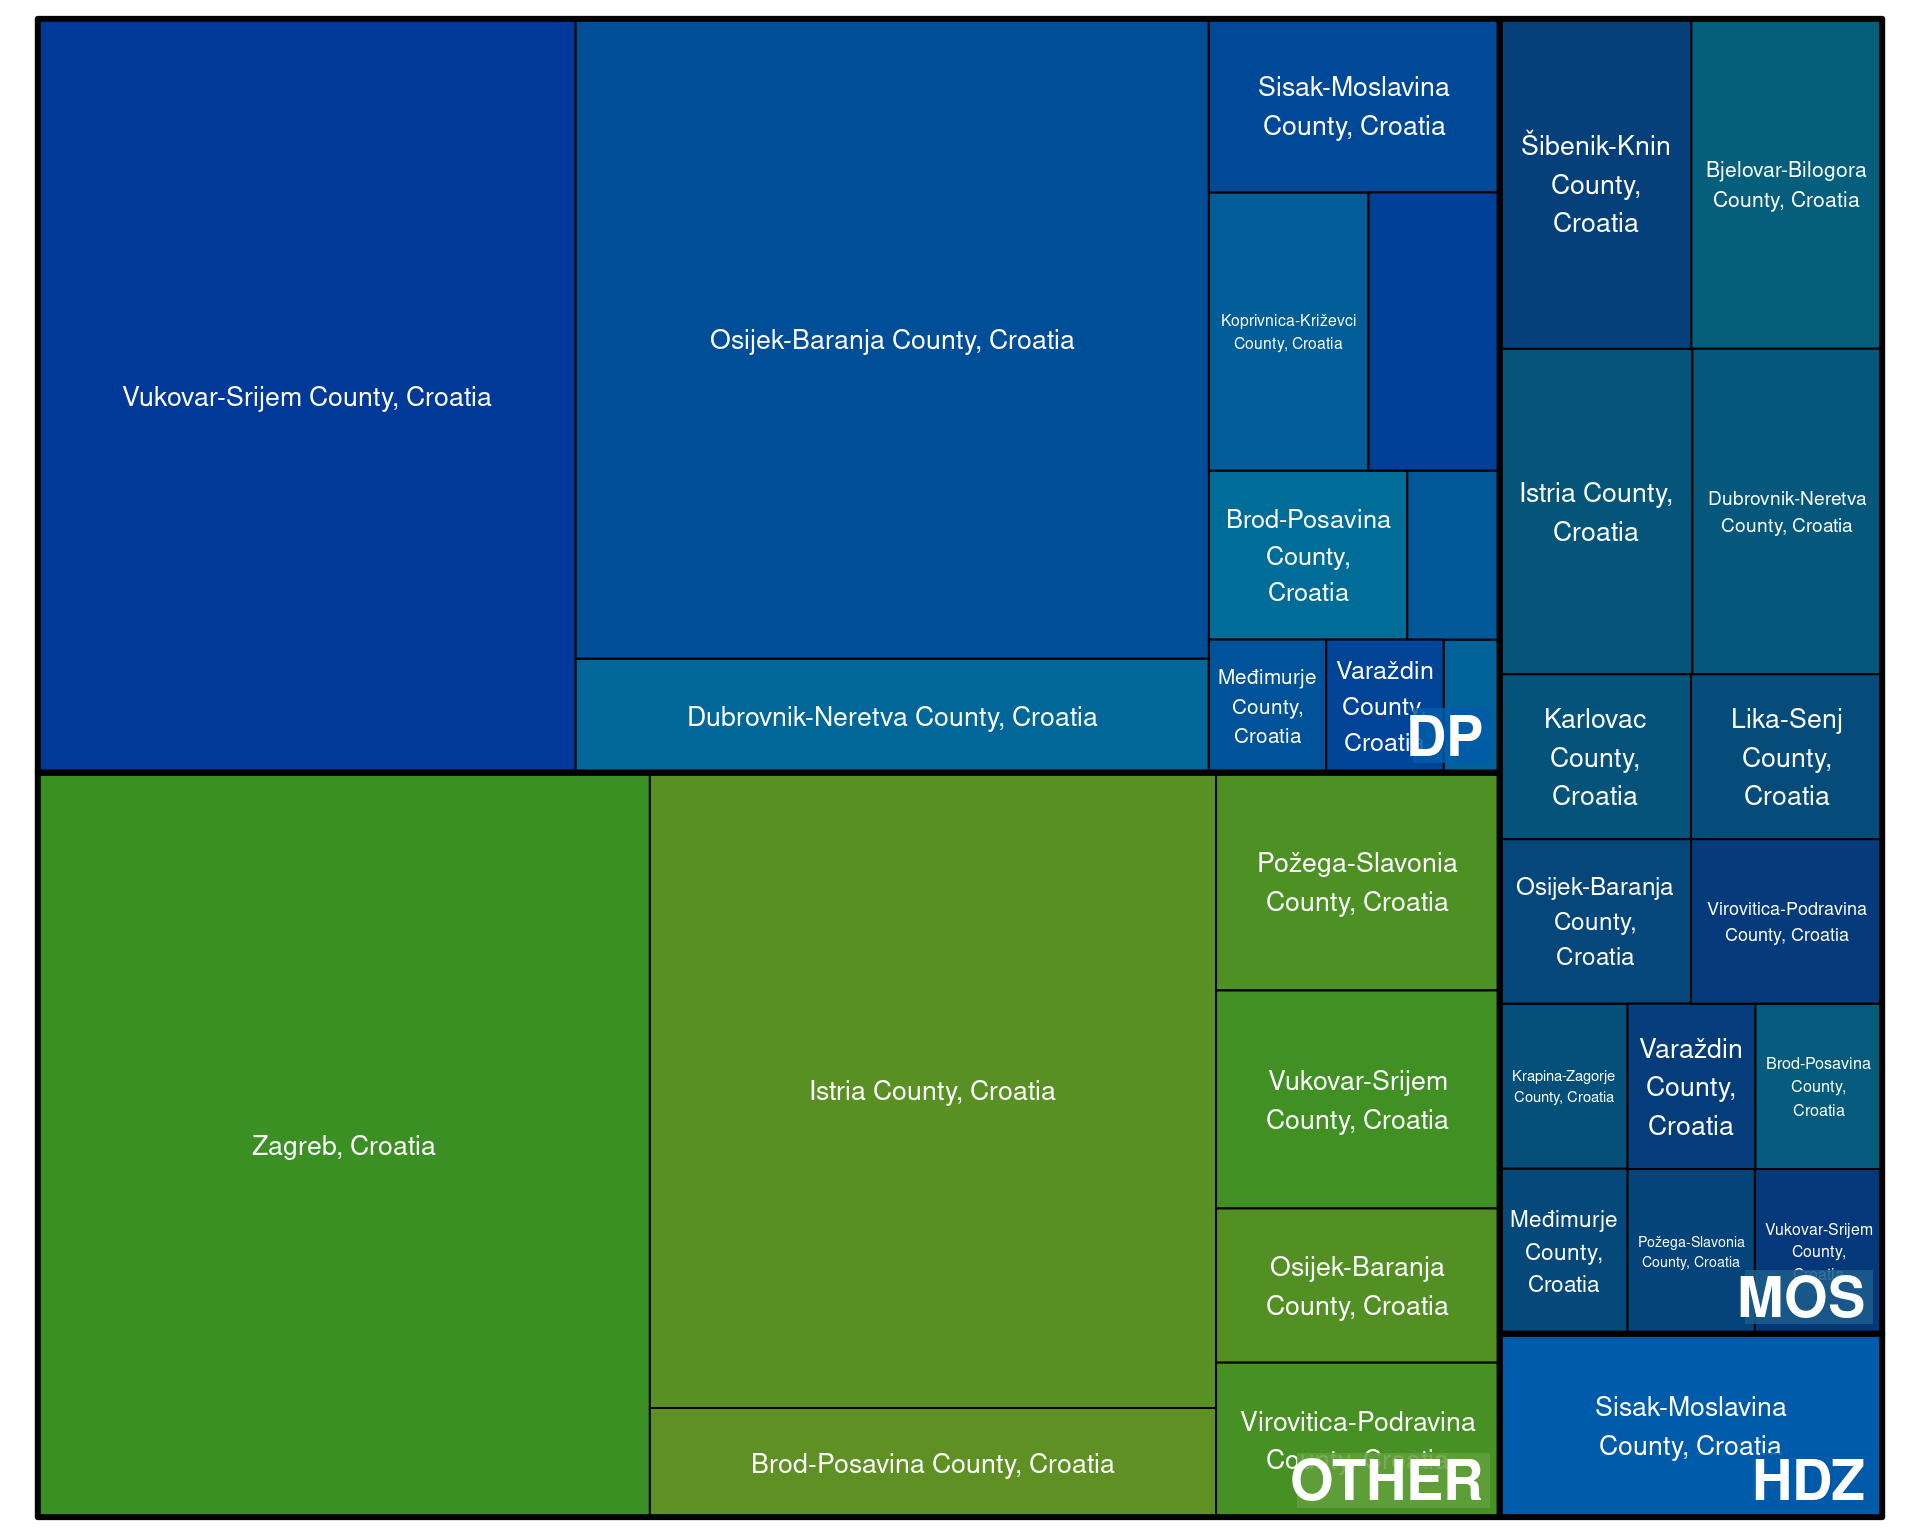 Vukovar-Srijem County, Croatia
Osijek-Baranja County, Croatia
Dubrovnik-Neretva County, Croatia
Sisak-Moslavina
County, Croatia
Koprivnica-Križevci
County, Croatia
Brod-Posavina
County,
Croatia
Međimurje
County,
Croatia
Varaždin
County,
Croatia
DP
Zagreb, Croatia
Istria County, Croatia
Brod-Posavina County, Croatia
Požega-Slavonia
County, Croatia
Vukovar-Srijem
County, Croatia
Osijek-Baranja
County, Croatia
Virovitica-Podravina
County, Croatia
OTHER
Šibenik-Knin
County,
Croatia
Bjelovar-Bilogora
County, Croatia
Istria County,
Croatia
Dubrovnik-Neretva
County, Croatia
Karlovac
County,
Croatia
Lika-Senj
County,
Croatia
Osijek-Baranja
County,
Croatia
Virovitica-Podravina
County, Croatia
Krapina-Zagorje
County, Croatia
Varaždin
County,
Croatia
Brod-Posavina
County,
Croatia
Međimurje
County,
Croatia
Požega-Slavonia
County, Croatia
Vukovar-Srijem
County,
Croatia
MOS
Sisak-Moslavina
County, Croatia
HDZ